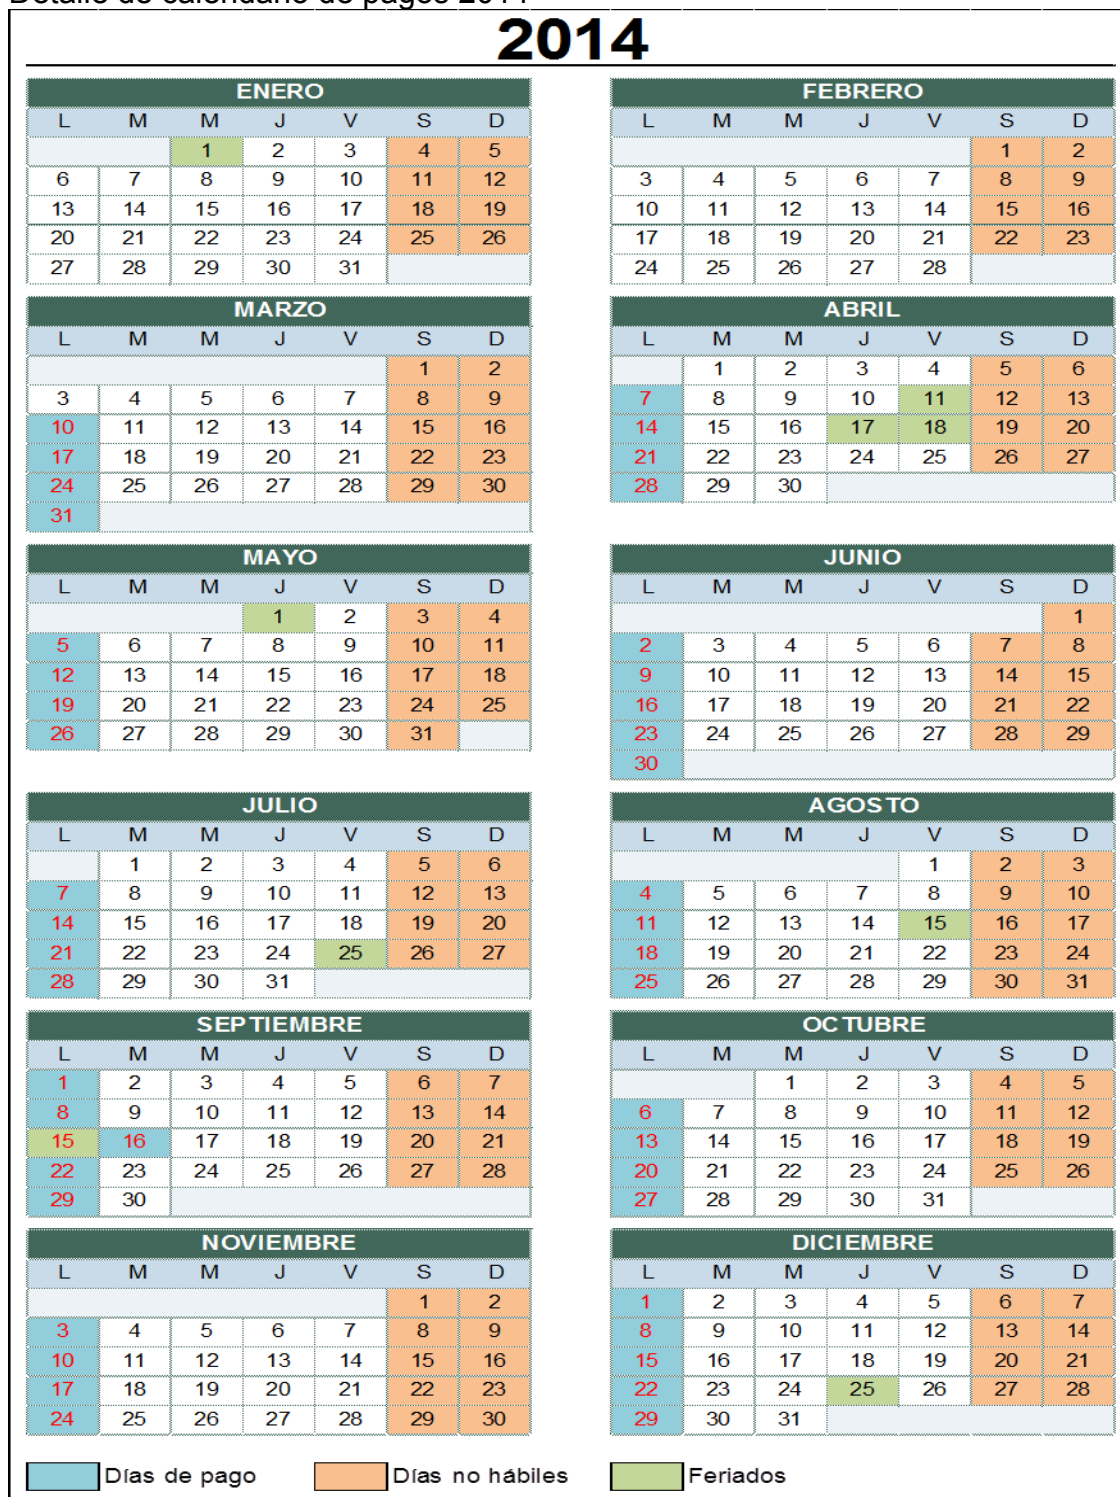 Detalle de calendario de pagos 2014
2014
ENERO FEBRERO
L M M J V S D L M M J V S D
1 2 3 4 5 1 2
6 7 8 9 10 11 12 3 4 5 6 7 8 9
13 14 15 16 17 18 19 10 11 12 13 14 15 16
20 21 22 23 24 25 26 17 18 19 20 21 22 23
27 28 29 30 31 24 25 26 27 28
MARZO ABRIL
L M M J V S D L M M J V S D
1 2 1 2 3 4 5 6
3 4 5 6 7 8 9 7 8 9 10 11 12 13
10 11 12 13 14 15 16 14 15 16 17 18 19 20
17 18 19 20 21 22 23 21 22 23 24 25 26 27
24 25 26 27 28 29 30 28 29 30
31
MAYO JUNIO
L M M J V S D L M M J V S D
1 2 3 4 1
5 6 7 8 9 10 11 2 3 4 5 6 7 8
12 13 14 15 16 17 18 9 10 11 12 13 14 15
19 20 21 22 23 24 25 16 17 18 19 20 21 22
26 27 28 29 30 31 23 24 25 26 27 28 29
30
JULIO AGOSTO
L M M J V S D L M M J V S D
1 2 3 4 5 6 1 2 3
7 8 9 10 11 12 13 4 5 6 7 8 9 10
14 15 16 17 18 19 20 11 12 13 14 15 16 17
21 22 23 24 25 26 27 18 19 20 21 22 23 24
28 29 30 31 25 26 27 28 29 30 31
SEPTIEMBRE OCTUBRE
L M M J V S D L M M J V S D
1 2 3 4 5 6 7 1 2 3 4 5
8 9 10 11 12 13 14 6 7 8 9 10 11 12
15 16 17 18 19 20 21 13 14 15 16 17 18 19
22 23 24 25 26 27 28 20 21 22 23 24 25 26
29 30 27 28 29 30 31
NOVIEMBRE DICIEMBRE
L M M J V S D L M M J V S D
1 2 1 2 3 4 5 6 7
3 4 5 6 7 8 9 8 9 10 11 12 13 14
10 11 12 13 14 15 16 15 16 17 18 19 20 21
17 18 19 20 21 22 23 22 23 24 25 26 27 28
24 25 26 27 28 29 30 29 30 31
Días de pago Días no hábiles Feriados